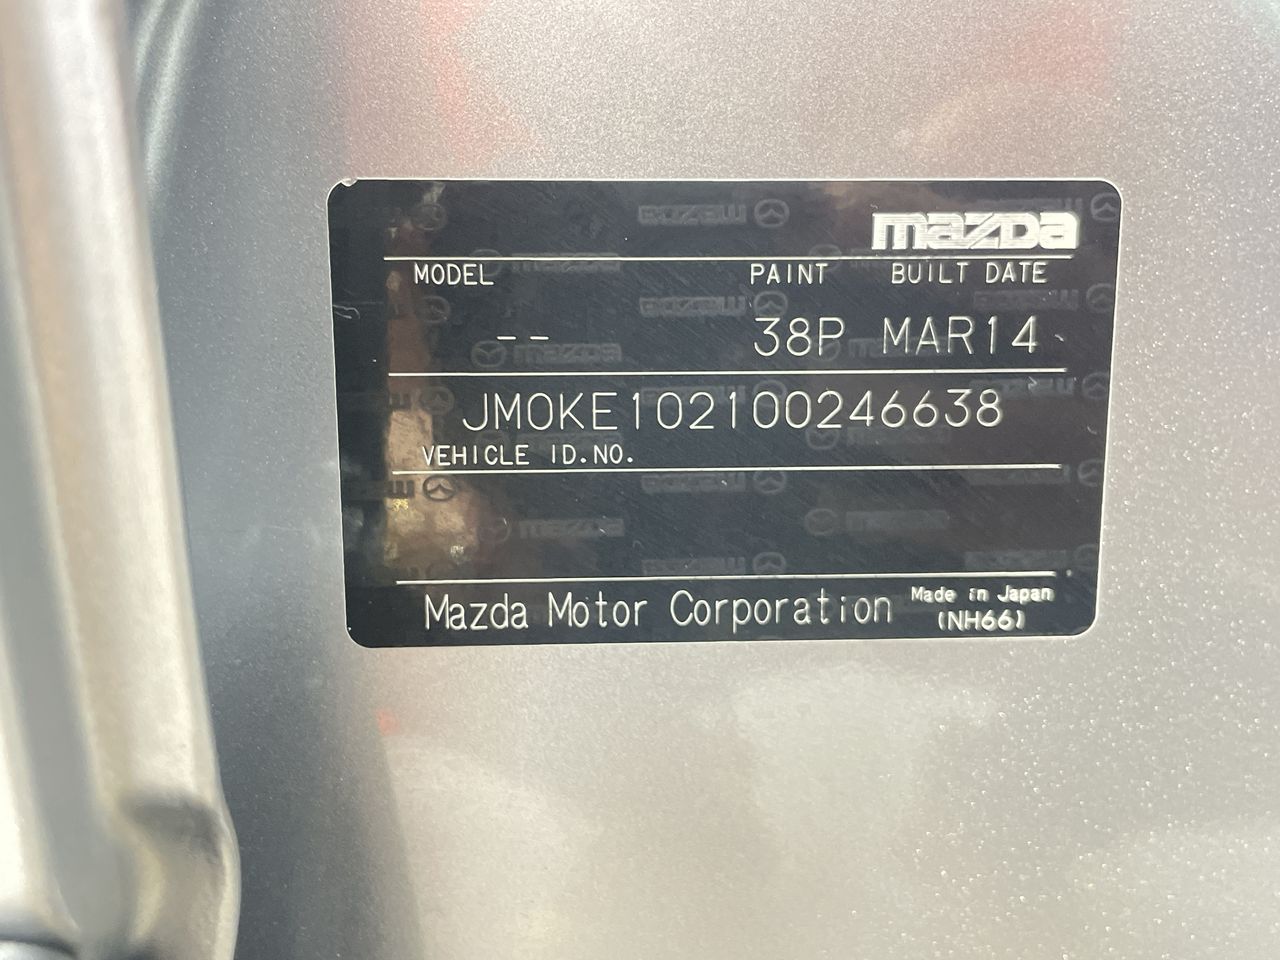 mazda
MODEL PAINT BUILT DATE
-- 38P MAR14
JM0KE102100246638
VEHICLE ID.NO.
Mazda Motor Corporation Made in Japan
(NH66)